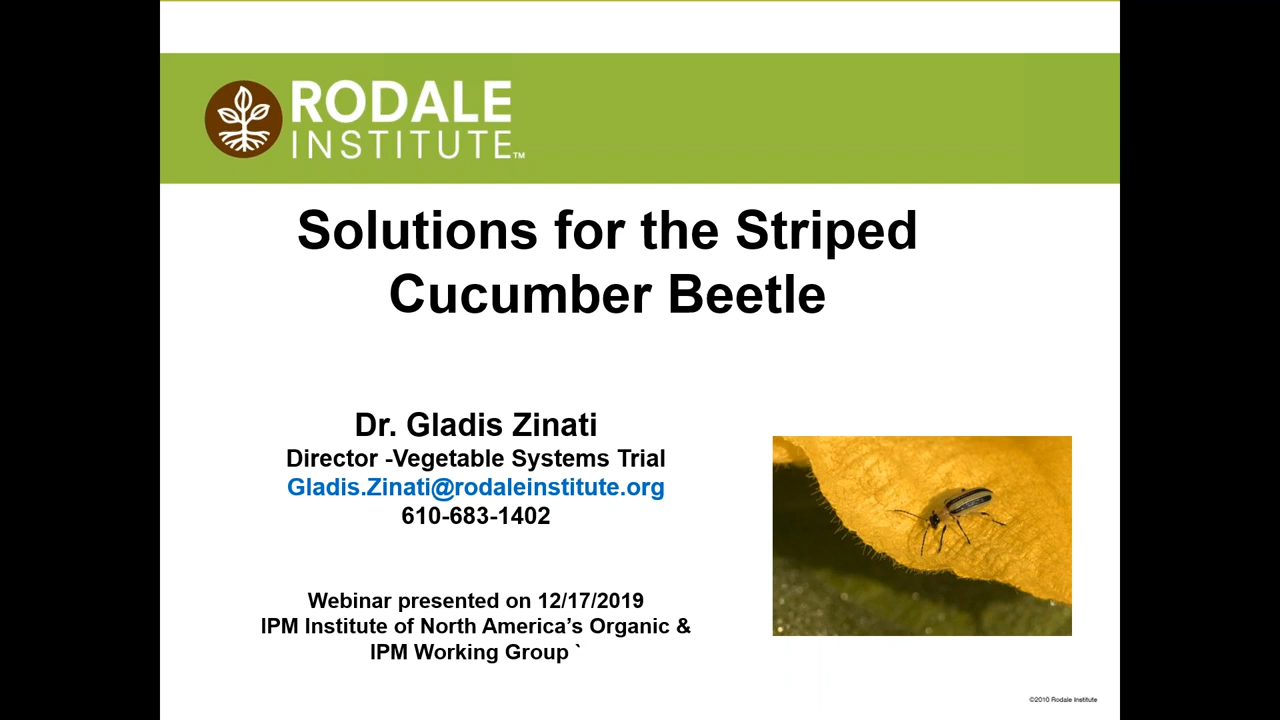 RODALE
INSTITUTE™
Solutions for the Striped
Cucumber Beetle
Dr. Gladis Zinati
Director -Vegetable Systems Trial
Gladis.Zinati@rodaleinstitute.org
610-683-1402
Webinar presented on 12/17/2019
IPM Institute of North America’s Organic &
IPM Working Group `
©2010 Rodale Institute